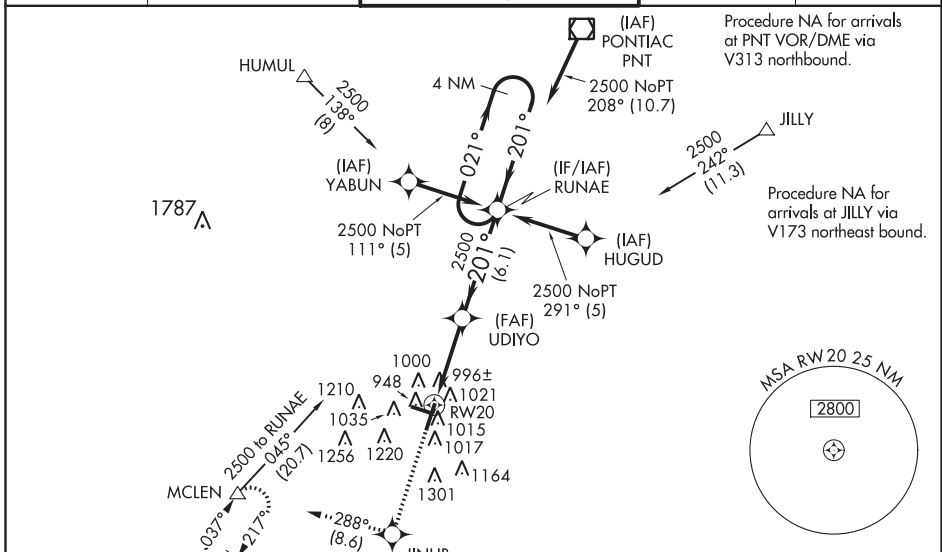 (IAF)
PONTIAC
PNT
Procedure NA for arrivals
at PNT VOR/DME via
V313 northbound.
HUMUL
2500
138°
(8)
4 NM
2500 NoPT
208° (10.7)
JILLY
2500
242°
(11.3)
021°
201°
(IAF)
YABUN
(IF/IAF)
RUNAE
Procedure NA for
arrivals at JILLY via
V173 northeast bound.
1787
2500 NoPT
111° (5)
(IAF)
HUGUD
2500
201°
(6.1)
2500 NoPT
291° (5)
(FAF)
UDIYO
MSA RW20 25 NM
2800
1000
996±
948
1021
1210
RW20
1035
1015
1256
1220
1017
1164
1301
2500 to RUNAE
045°
(20.7)
MCLEN
037°
217°
288°
(8.6)